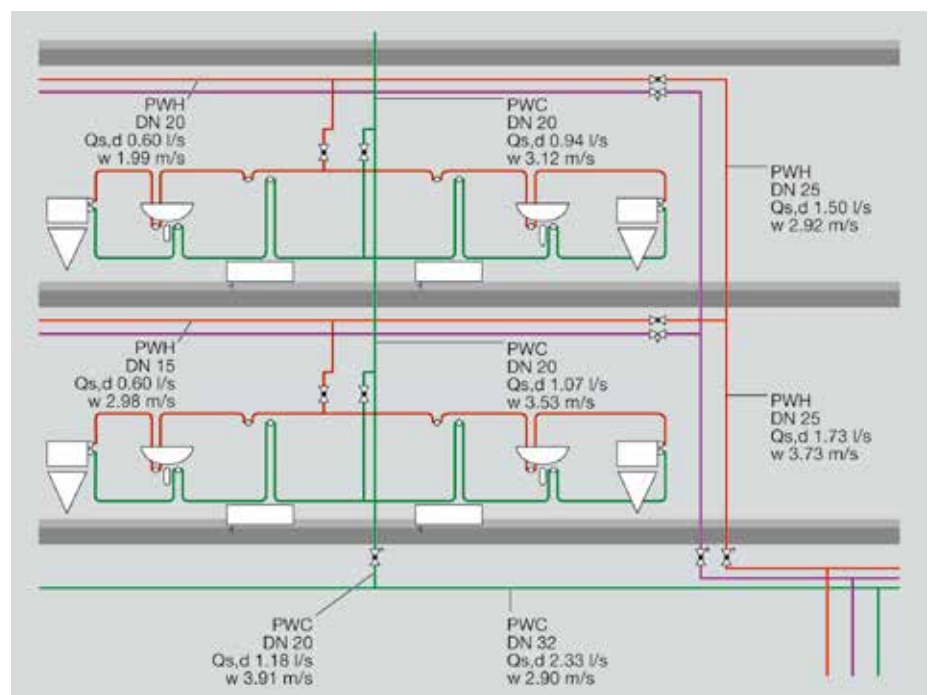 PWH
DN 20
Qs,d 0.60 l/s
w 1.99 m/s
PWC
DN 20
Qs,d 0.94 l/s
w 3.12 m/s
PWH
DN 25
Qs,d 1.50 l/s
w 2.92 m/s
PWH
DN 15
Qs,d 0.60 l/s
w 2.98 m/s
PWC
DN 20
Qs,d 1.07 l/s
w 3.53 m/s
PWH
DN 25
Qs,d 1.73 l/s
w 3.73 m/s
PWC
DN 20
Qs,d 1.18 l/s
w 3.91 m/s
PWC
DN 32
Qs,d 2.33 l/s
w 2.90 m/s